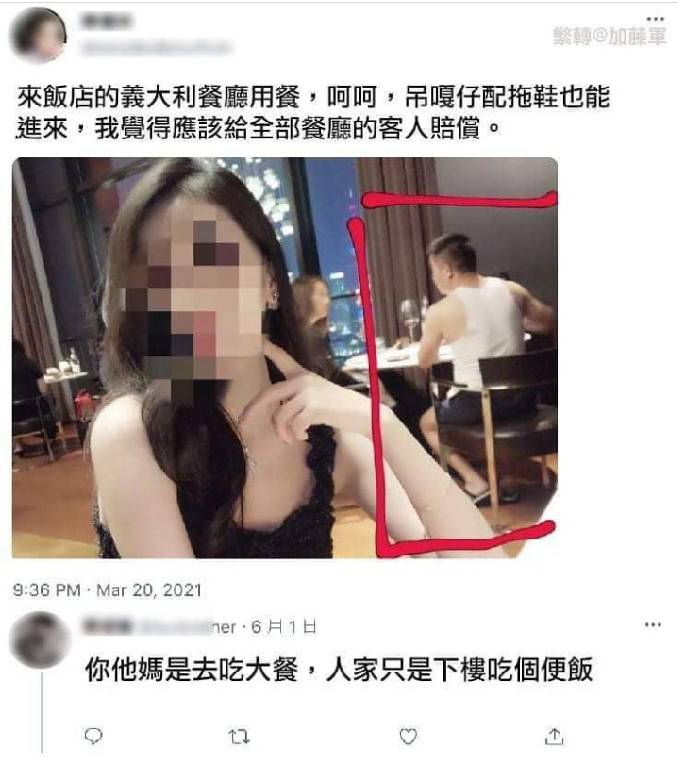 繁轉@加藤軍
來飯店的義大利餐廳用餐，呵呵，吊嘎仔配拖鞋也能
進來，我覺得應該給全部餐廳的客人賠償。
9:36 PM · Mar 20, 2021
her · 6 月 1 日
你他媽是去吃大餐，人家只是下樓吃個便飯